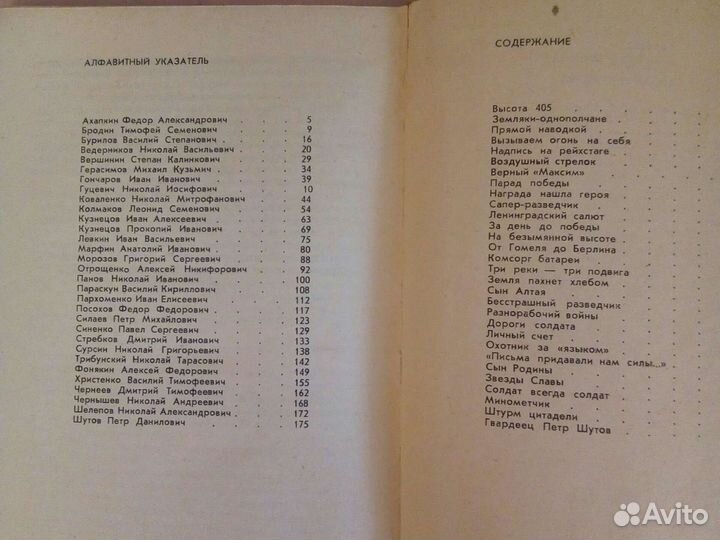 АЛФАВИТНЫЙ УКАЗАТЕЛЬ
Ахапкин Федор Александрович . . . 5
Бродин Тимофей Семенович . . . 9
Бурилов Василий Степанович . . . 16
Ведерников Николай Васильевич . . . 20
Вершинин Степан Калинкович . . . 29
Герасимов Михаил Кузьмич . . . 34
Гончаров Иван Иванович . . . 39
Гуцевич Николай Иосифович . . . 10
Коваленко Николай Митрофанович . . . 44
Колмаков Леонид Семенович . . . 54
Кузнецов Иван Алексеевич . . . 63
Кузнецов Прокопий Иванович . . . 69
Левкин Иван Васильевич . . . 75
Марфин Анатолий Иванович . . . 80
Морозов Григорий Сергеевич . . . 88
Отрощенко Алексей Никифорович . . . 92
Панов Николай Иванович . . . 100
Параскун Василий Кириллович . . . 108
Пархоменко Иван Елисеевич . . . 112
Посохов Федор Федорович . . . 117
Силаев Петр Михайлович . . . 123
Синенко Павел Сергеевич . . . 129
Стребков Дмитрий Иванович . . . 133
Сурсин Николай Григорьевич . . . 138
Трибунский Николай Тарасович . . . 142
Фонякин Алексей Федорович . . . 149
Христенко Василий Тимофеевич . . . 155
Чернеев Дмитрий Тимофеевич . . . 162
Чернышев Николай Андреевич . . . 168
Шелепов Николай Александрович . . . 172
Шутов Петр Данилович . . . 175
СОДЕРЖАНИЕ
Высота 405 . . . .
Земляки-однополчане . . .
Прямой наводкой . . .
Вызываем огонь на себя
Надпись на рейхстаге . .
Воздушный стрелок . .
Верный «Максим» . . .
Парад победы . . .
Награда нашла героя . .
Сапер-разведчик . . .
Ленинградский салют . .
За день до победы . .
На безымянной высоте . .
От Гомеля до Берлина . .
Комсорг батареи . . .
Три реки — три подвига .
Земля пахнет хлебом . .
Сын Алтая . . . .
Бесстрашный разведчик . .
Разнорабочий войны . .
Дороги солдата . . .
Личный счет . . .
Охотник за «языком» . .
«Письма придавали нам силы...» .
Сын Родины . . . .
Звезды Славы . . .
Солдат всегда солдат . .
Минометчик . . . .
Штурм цитадели . . .
Гвардеец Петр Шутов . .
Avito